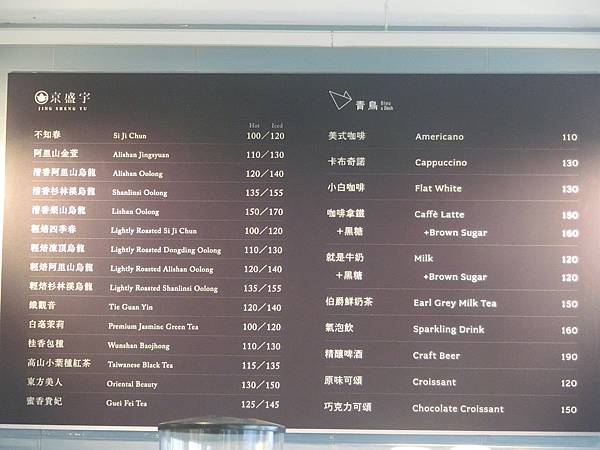 京盛宇
JING SHENG YU
Hot Iced
不知春 Si Ji Chun 100/120
阿里山金萱 Alishan Jingsyuan 110/130
清香阿里山烏龍 Alishan Oolong 120/140
清香杉林溪烏龍 Shanlinsi Oolong 135/155
清香梨山烏龍 Lishan Oolong 150/170
輕焙四季春 Lightly Roasted Si Ji Chun 100/120
輕焙凍頂烏龍 Lightly Roasted Dongding Oolong 110/130
輕焙阿里山烏龍 Lightly Roasted Alishan Oolong 120/140
輕焙杉林溪烏龍 Lightly Roasted Shanlinsi Oolong 135/155
鐵觀音 Tie Guan Yin 120/140
白毫茉莉 Premium Jasmine Green Tea 100/120
桂香包種 Wunshan Baojhong 110/130
高山小葉種紅茶 Taiwanese Black Tea 115/135
東方美人 Oriental Beauty 130/150
蜜香貴妃 Guei Fei Tea 125/145
青鳥
美式咖啡 Americano 110
卡布奇諾 Cappuccino 130
小白咖啡 Flat White 130
咖啡拿鐵 Caffè Latte 150
+黑糖 +Brown Sugar 160
就是牛奶 Milk 120
+黑糖 +Brown Sugar 120
伯爵鮮奶茶 Earl Grey Milk Tea 150
氣泡飲 Sparkling Drink 160
精釀啤酒 Craft Beer 190
原味可頌 Croissant 120
巧克力可頌 Chocolate Croissant 150